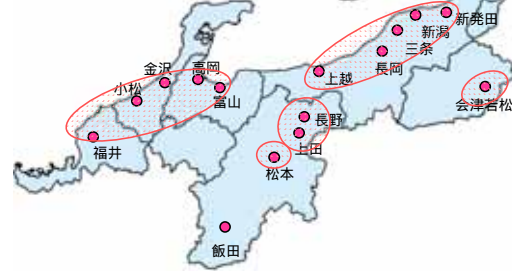 新発田
新潟
三条
長岡
上越
会津若松
金沢
高岡
小松
富山
福井
長野
上田
松本
飯田